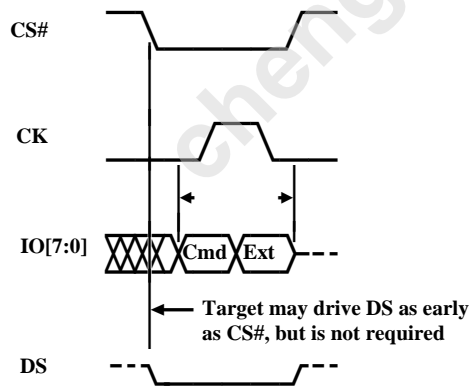 CS#
CK
IO[7:0]
Cmd
Ext
Target may drive DS as early
as CS#, but is not required
DS
cheng